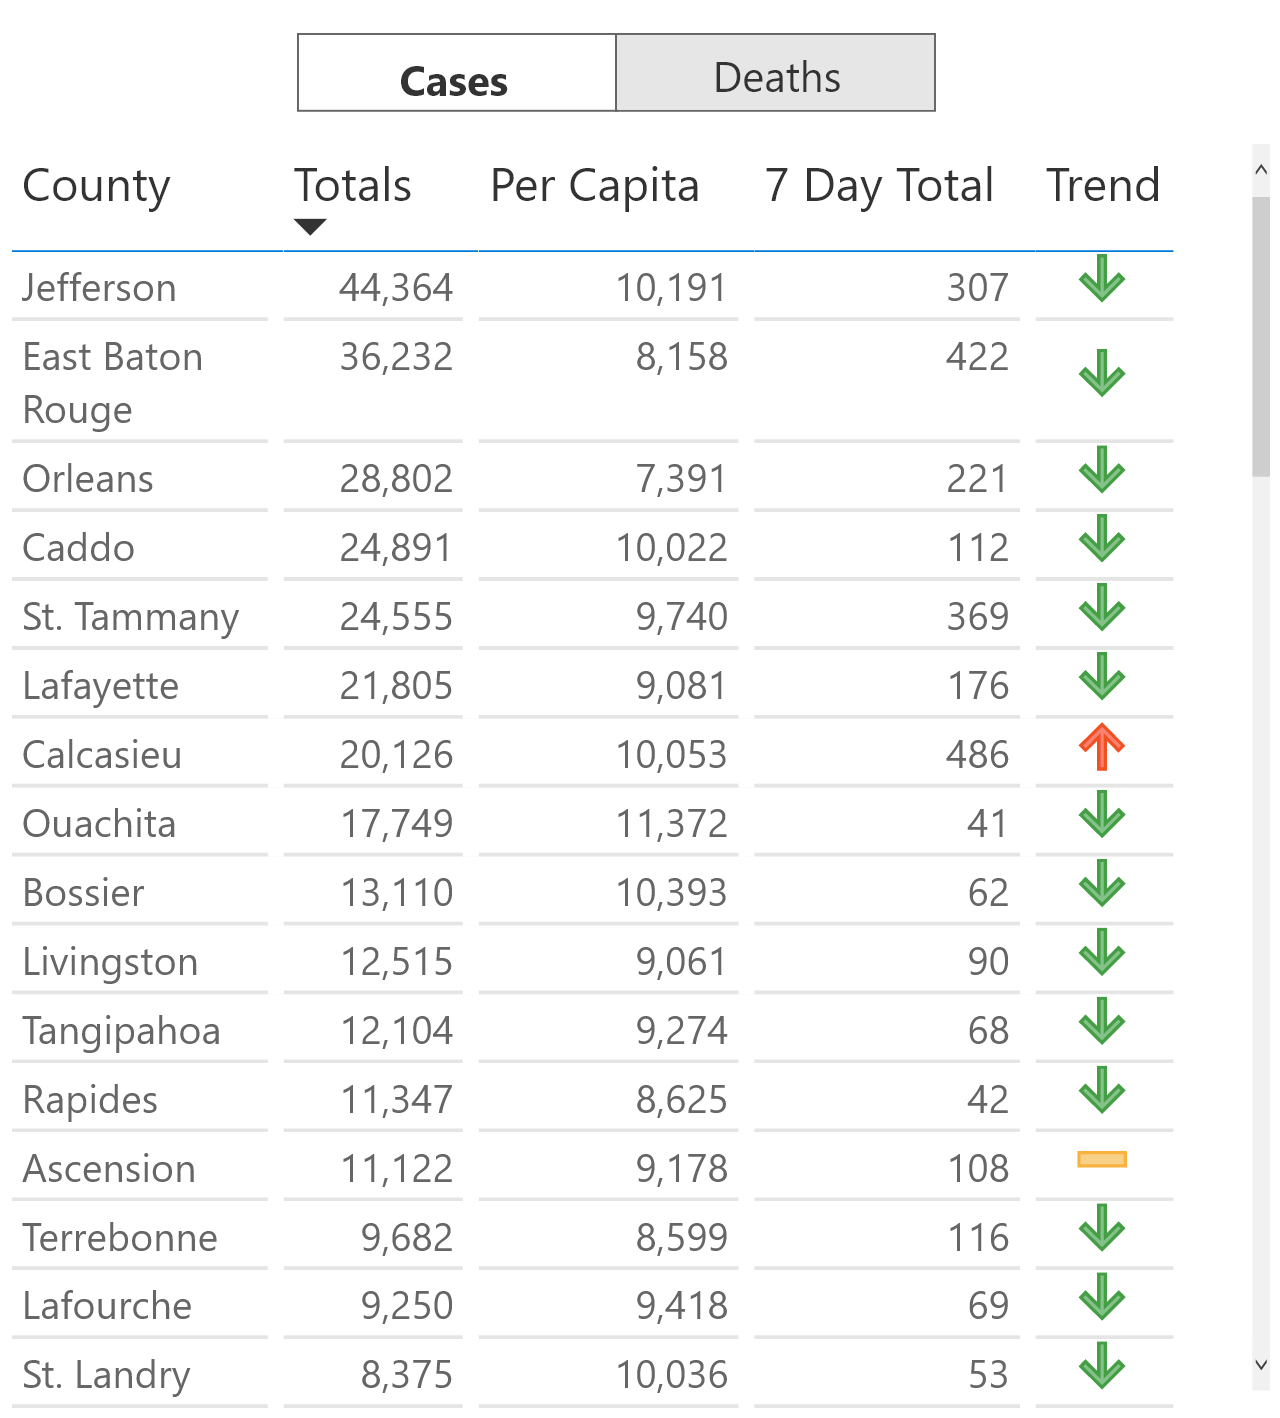 Cases Deaths
County Totals Per Capita 7 Day Total Trend
Jefferson 44,364 10,191 307
East Baton 36,232 8,158 422
Rouge
Orleans 28,802 7,391 221
Caddo 24,891 10,022 112
St. Tammany 24,555 9,740 369
Lafayette 21,805 9,081 176
Calcasieu 20,126 10,053 486
Ouachita 17,749 11,372 41
Bossier 13,110 10,393 62
Livingston 12,515 9,061 90
Tangipahoa 12,104 9,274 68
Rapides 11,347 8,625 42
Ascension 11,122 9,178 108
Terrebonne 9,682 8,599 116
Lafourche 9,250 9,418 69
St. Landry 8,375 10,036 53